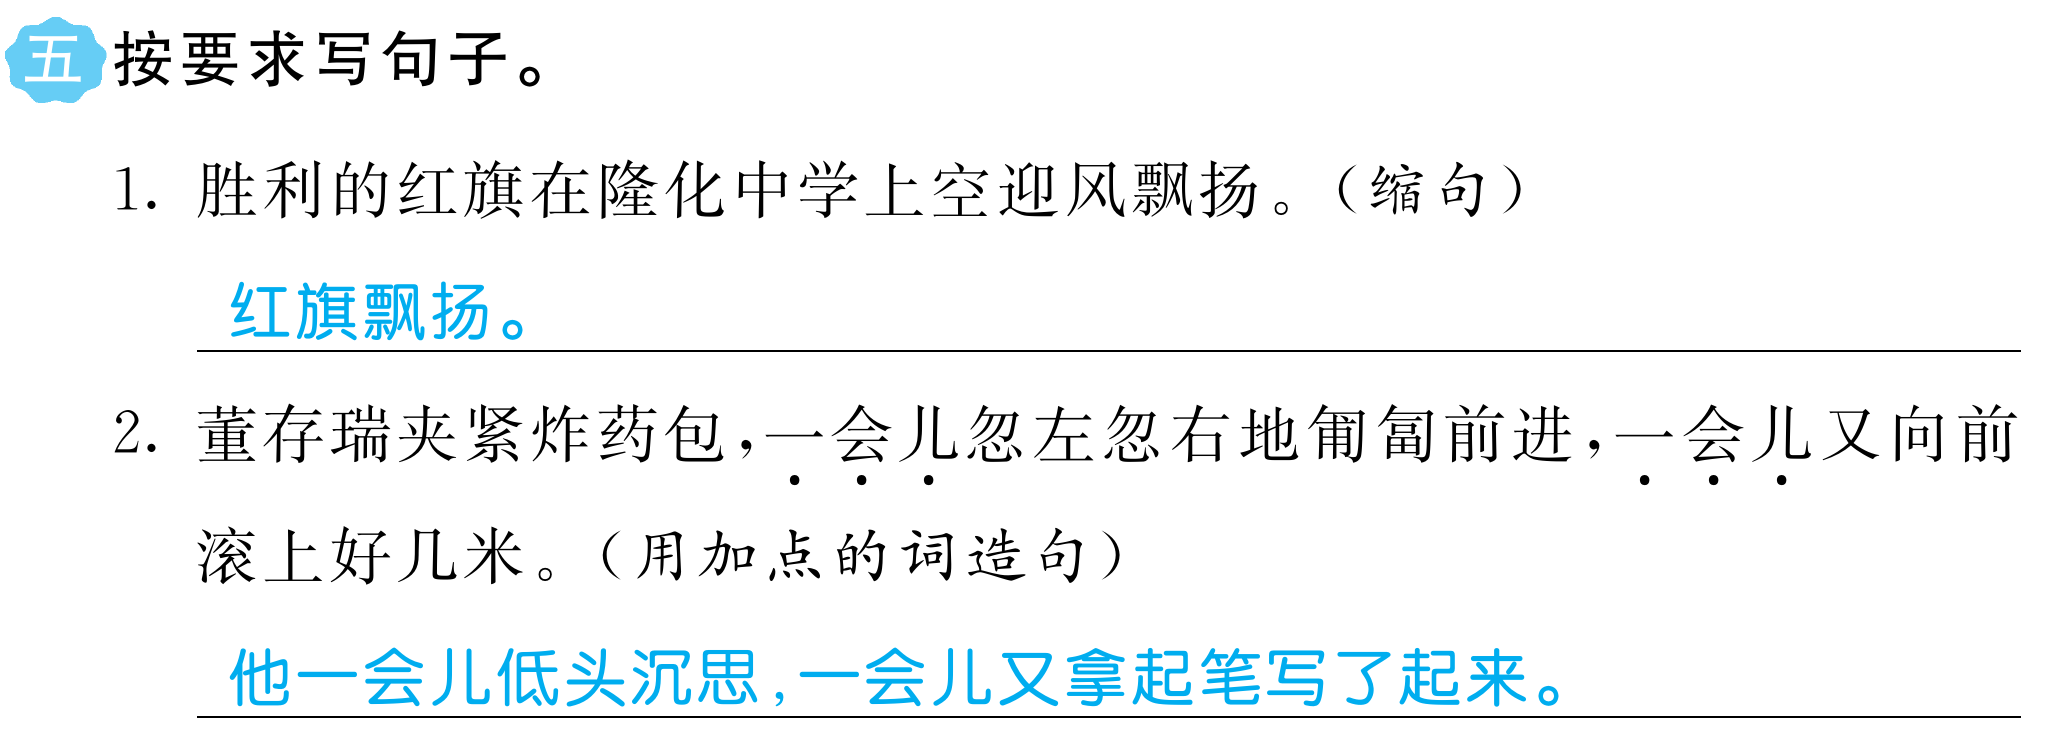 五 按要求写句子。
1. 胜利的红旗在隆化中学上空迎风飘扬。（缩句）
红旗飘扬。
2. 董存瑞夹紧炸药包，一会儿忽左忽右地匍匐前进，一会儿又向前
滚上好几米。（用加点的词造句）
他一会儿低头沉思，一会儿又拿起笔写了起来。